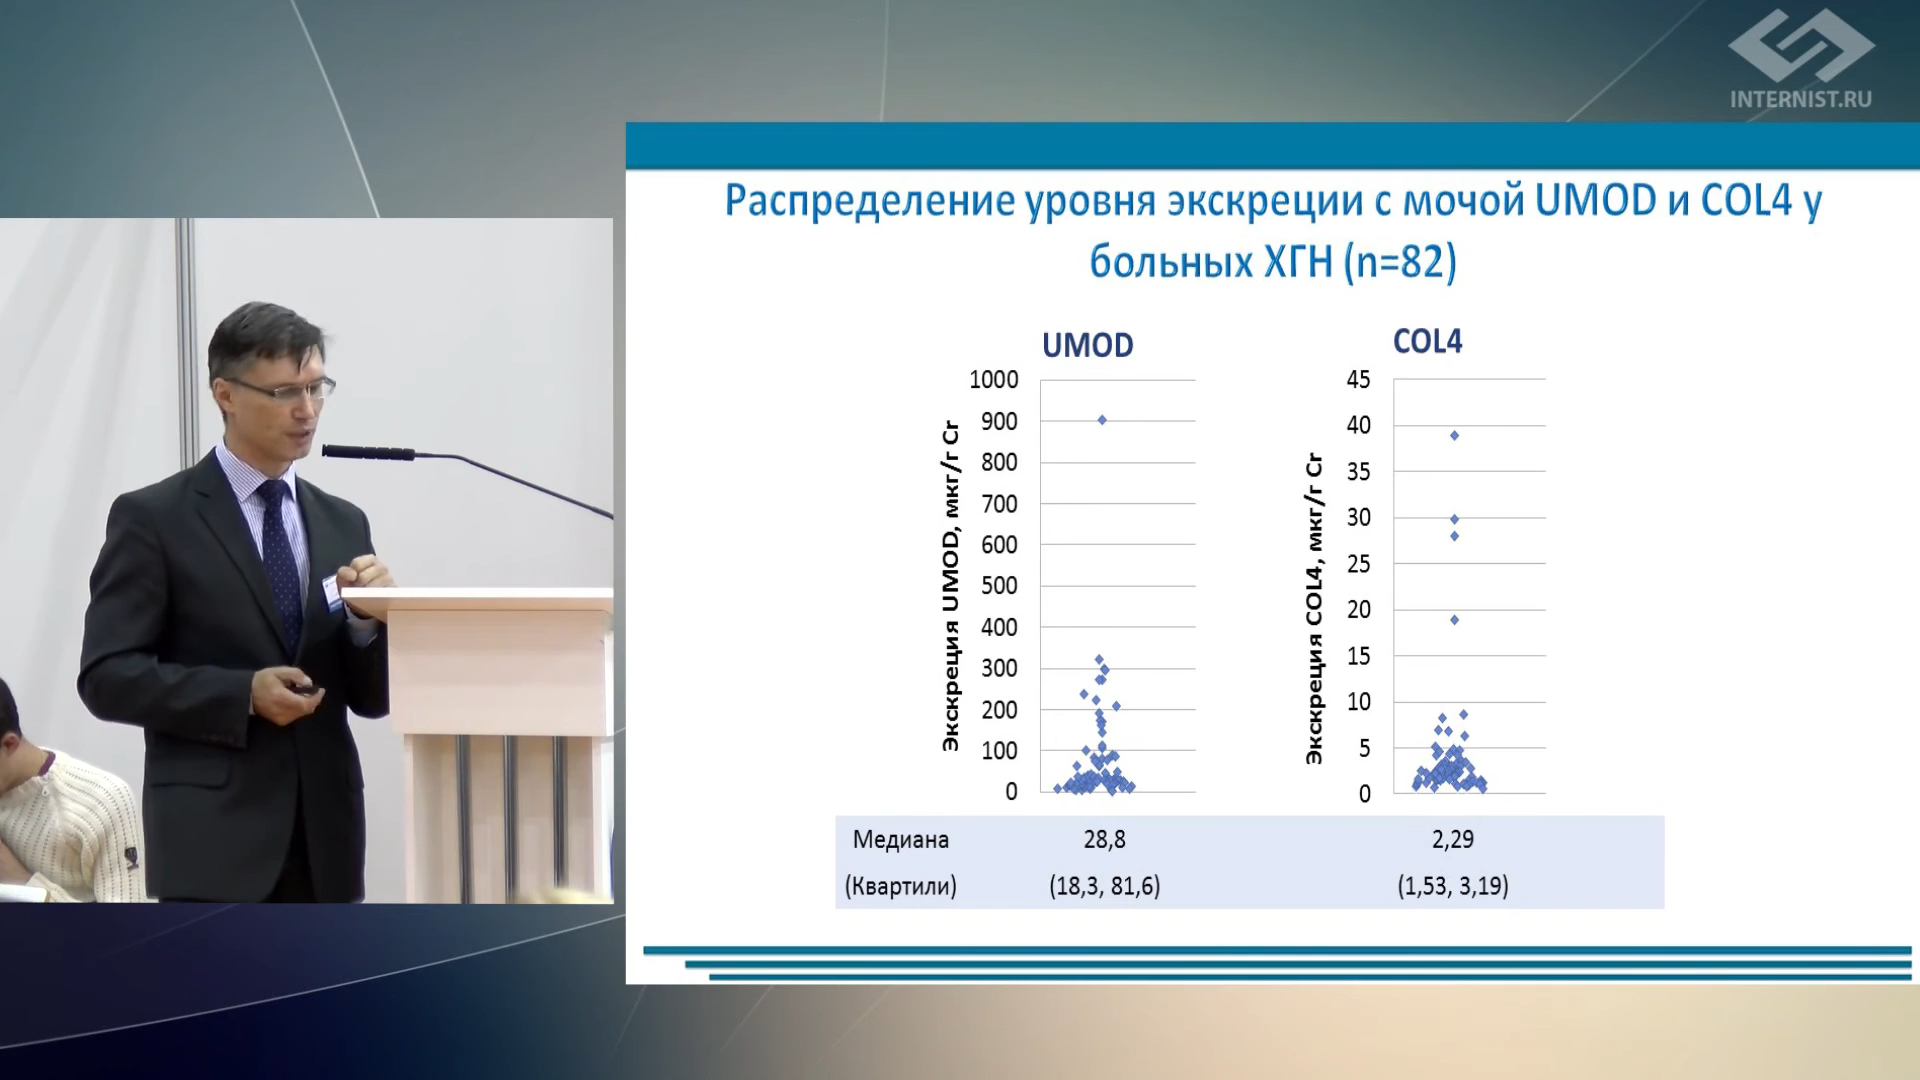 INTERNIST.RU
Распределение уровня экскреции с мочой UMOD и COL4 у
больных ХГН (n=82)
UMOD
Экскреция UMOD, мкг/г Cr
1000
900
800
700
600
500
400
300
200
100
0
COL4
Экскреция COL4, мкг/г Cr
45
40
35
30
25
20
15
10
5
0
Медиана 28,8 2,29
(Квартили) (18,3, 81,6) (1,53, 3,19)